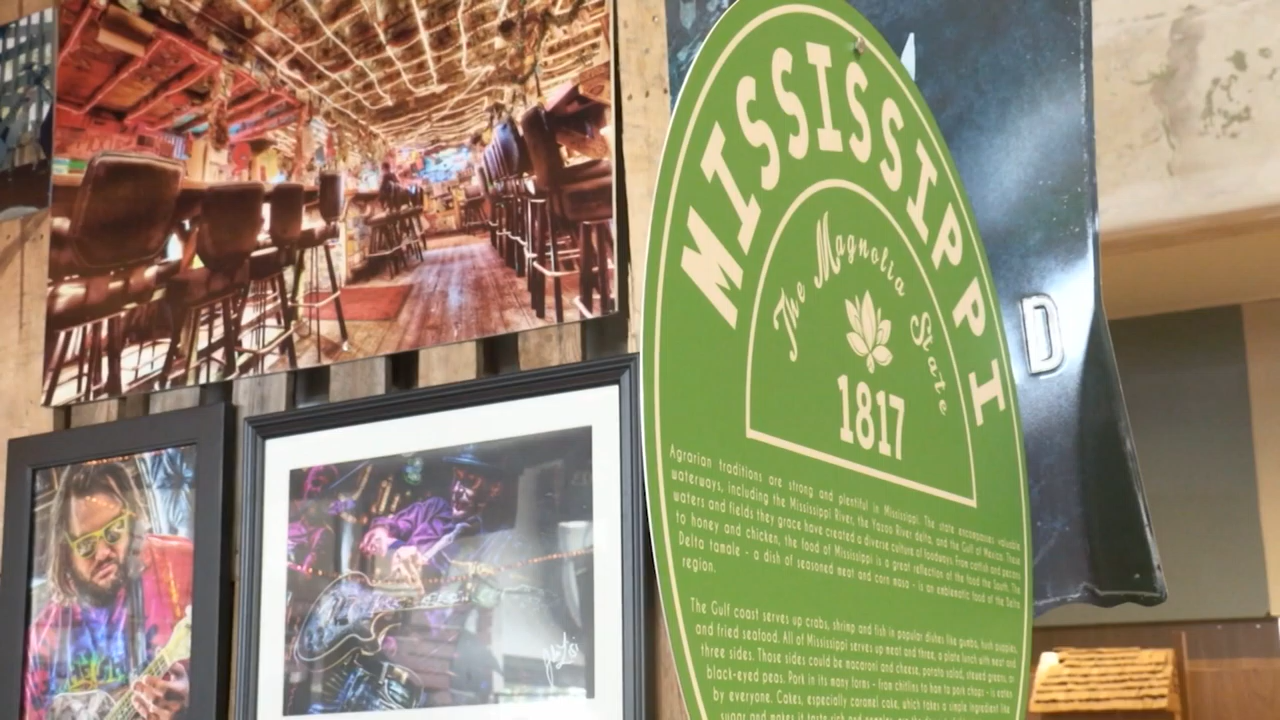 MISSISSIPPI
The Magnolia State
1817
D
Agrarian traditions are strong and plentiful in Mississippi. The state encompasses valuable
waterways, including the Mississippi River, the Yazoo River delta, and the Gulf of Mexico. These
waters and fields they grace have created a diverse culture of foodways. From catfish and pecans
to honey and chicken, the food of Mississippi is a great reflection of the food the South. The
Delta tamale - a dish of seasoned meat and corn masa - is an emblematic food of the Delta
region.
The Gulf coast serves up crabs, shrimp and fish in popular dishes like gumbo, hush puppies,
and fried seafood. All of Mississippi serves up meat and three, a plate lunch with meat and
three sides. Those sides could be macaroni and cheese, potato salad, stewed greens, or
black-eyed peas. Pork in its many forms - from chitlins to ham to pork chops - is eaten
by everyone. Cakes, especially caramel cake, which takes a simple ingredient like
sugar and makes it taste rich and